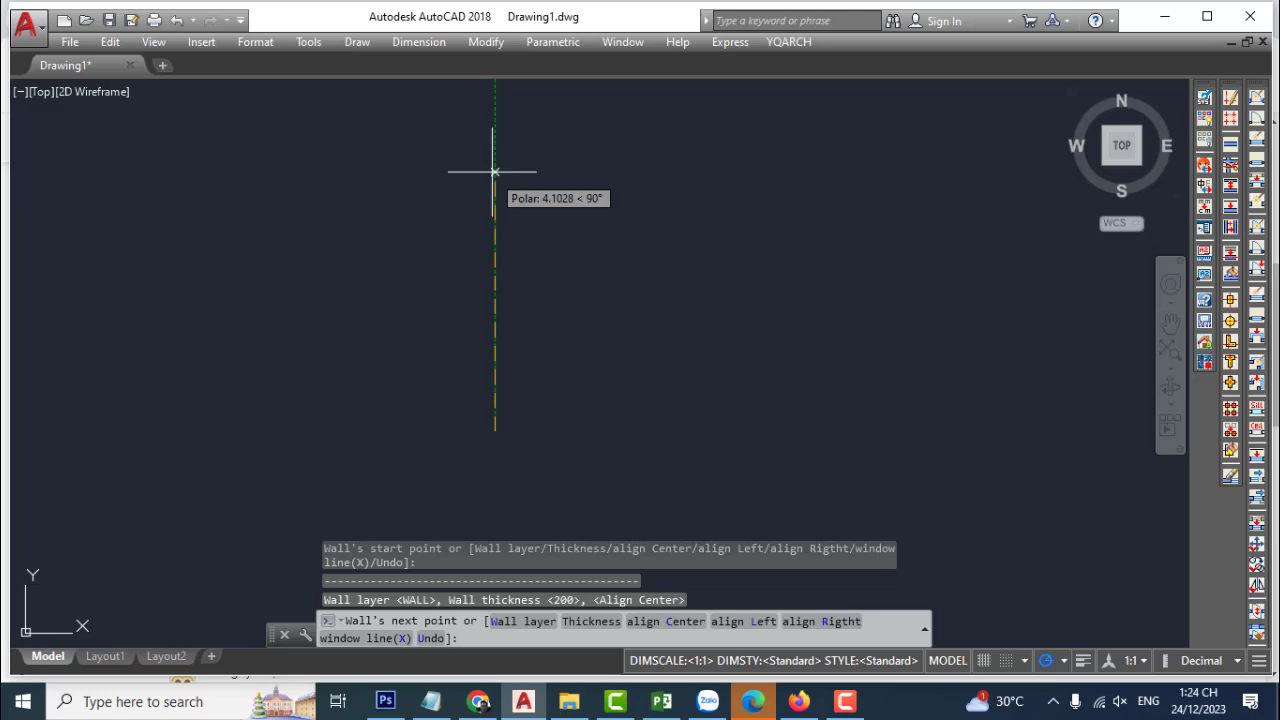 Autodesk AutoCAD 2018 Drawing1.dwg
Type a keyword or phrase
Sign In
File Edit View Insert Format Tools Draw Dimension Modify Parametric Window Help Express YQARCH
Drawing1*
[−][Top][2D Wireframe]
N
W TOP E
S
WCS
Polar: 4.1028 < 90°
Sill
Wall's start point or [Wall layer/Thickness/align Center/align Left/align Rigtht/window
line(X)/Undo]:
---------------------------------------------
Wall layer <WALL>, Wall thickness <200>, <Align Center>
Wall's next point or [Wall layer Thickness align Center align Left align Rigtht
window line(X) Undo]:
Y
X
Model Layout1 Layout2
DIMSCALE:<1:1> DIMSTY:<Standard> STYLE:<Standard> MODEL 1:1 Decimal
Type here to search
Ps
Zalo
30°C
ENG
1:24 CH
24/12/2023